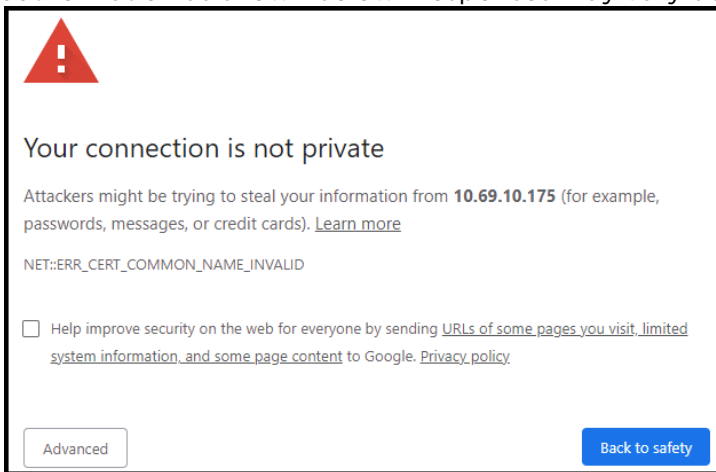 Your connection is not private
Attackers might be trying to steal your information from 10.69.10.175 (for example,
passwords, messages, or credit cards). Learn more
NET::ERR_CERT_COMMON_NAME_INVALID
Help improve security on the web for everyone by sending URLs of some pages you visit, limited
system information, and some page content to Google. Privacy policy
Advanced
Back to safety